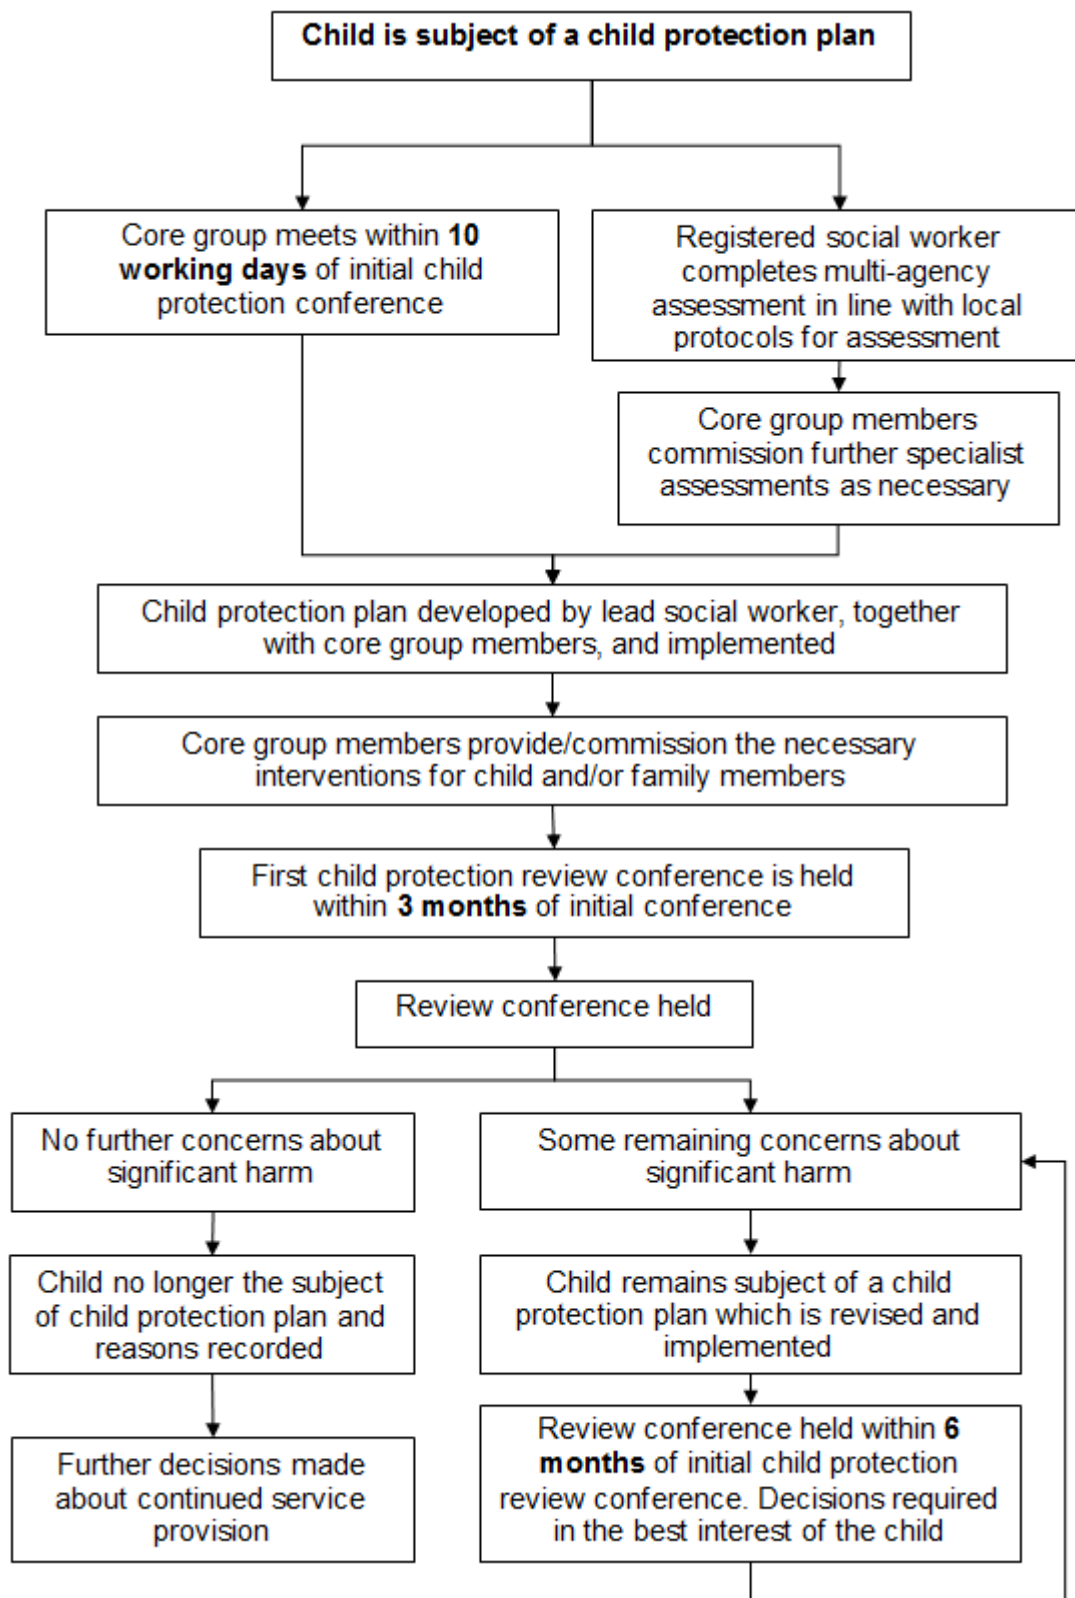 Child is subject of a child protection plan
Core group meets within 10
working days of initial child
protection conference
Registered social worker
completes multi-agency
assessment in line with local
protocols for assessment
Core group members
commission further specialist
assessments as necessary
Child protection plan developed by lead social worker, together
with core group members, and implemented
Core group members provide/commission the necessary
interventions for child and/or family members
First child protection review conference is held
within 3 months of initial conference
Review conference held
No further concerns about
significant harm
Some remaining concerns about
significant harm
Child no longer the subject
of child protection plan and
reasons recorded
Child remains subject of a child
protection plan which is revised and
implemented
Further decisions made
about continued service
provision
Review conference held within 6
months of initial child protection
review conference. Decisions required
in the best interest of the child